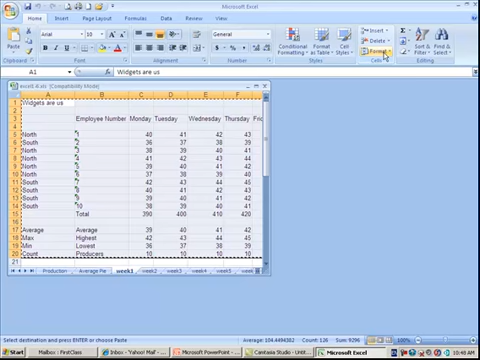 Microsoft Excel
Home Insert Page Layout Formulas Data Review View
Paste
Arial 10
General
Conditional Formatting
Format as Table
Cell Styles
Insert
Delete
Format
Sort & Filter
Find & Select
Clipboard Font Alignment Number Styles Cells Editing
A1 Widgets are us
[Compatibility Mode]
A B C D E F
1 Widgets are us
2
3 Employee Number Monday Tuesday Wednesday Thursday
North 1 40 41 42 43
South 2 36 37 38 39
North 3 38 39 40 41
North 4 41 42 43 44
South 5 39 40 41 42
North 6 37 38 39 40
South 7 42 43 44 45
South 8 40 41 42 43
South 9 39 40 41 42
South 10 38 39 40 41
15 Total 390 400 410 420
Average Average 39 40 41 42
Max Highest 42 43 44 45
Min Lowest 36 37 38 39
20 Count Producers 10 10 10 10
21
Production Average Pie week1 week2 week3 week4 week5
Select destination and press ENTER or choose Paste Average: 104.4494382 Count: 126 Sum: 9296 100%
Start Mailbox : FirstClass Inbox - Yahoo! Mail - ... Microsoft PowerPoint - ... Camtasia Studio - Untitl... Microsoft Excel EN 10:48 AM